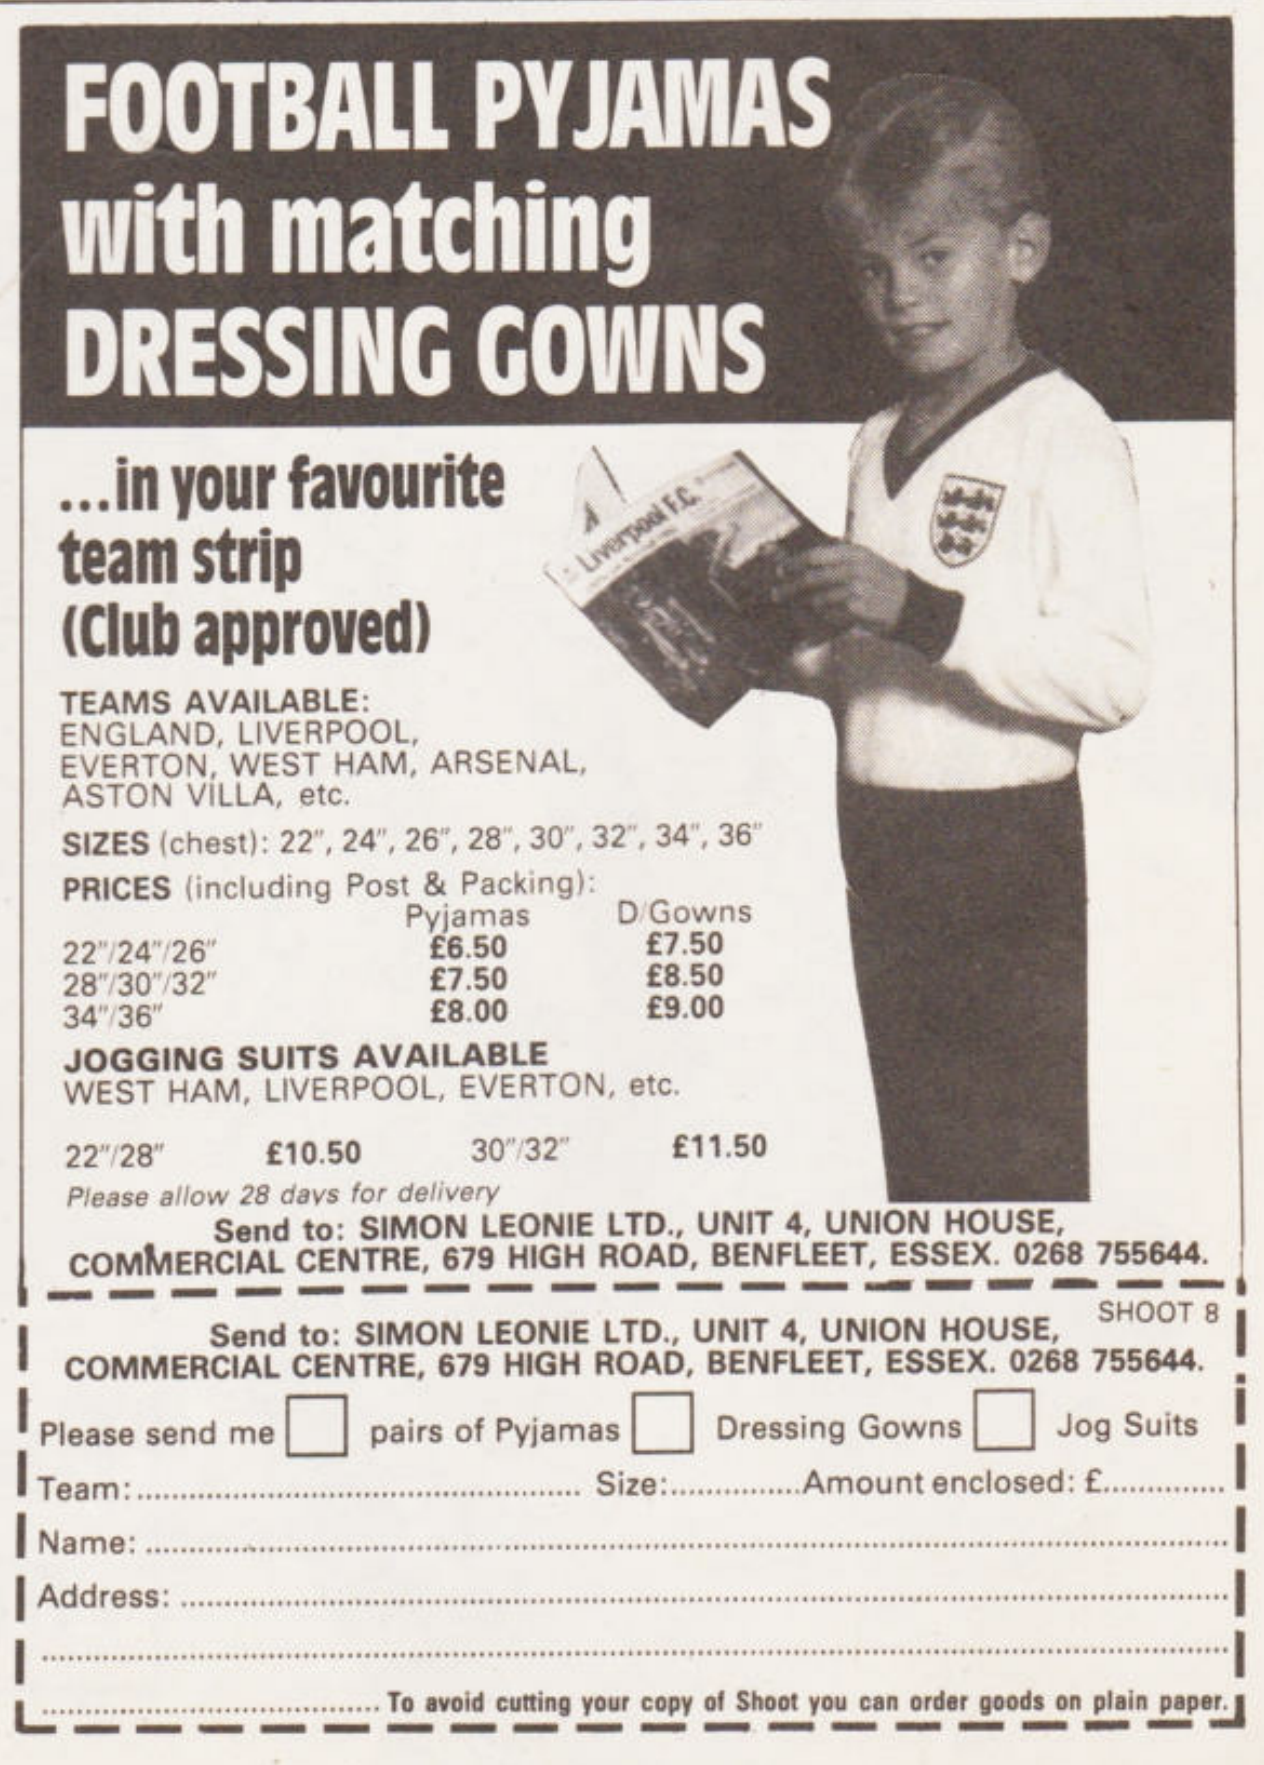 FOOTBALL PYJAMAS
with matching
DRESSING GOWNS
...in your favourite
team strip
(Club approved)
Liverpool F.C.
TEAMS AVAILABLE:
ENGLAND, LIVERPOOL,
EVERTON, WEST HAM, ARSENAL,
ASTON VILLA, etc.
SIZES (chest): 22", 24", 26", 28", 30", 32", 34", 36"
PRICES (including Post & Packing):
Pyjamas D/Gowns
22"/24"/26" £6.50 £7.50
28"/30"/32" £7.50 £8.50
34"/36" £8.00 £9.00
JOGGING SUITS AVAILABLE
WEST HAM, LIVERPOOL, EVERTON, etc.
22"/28" £10.50 30"/32" £11.50
Please allow 28 days for delivery
Send to: SIMON LEONIE LTD., UNIT 4, UNION HOUSE,
COMMERCIAL CENTRE, 679 HIGH ROAD, BENFLEET, ESSEX. 0268 755644.
SHOOT 8
Send to: SIMON LEONIE LTD., UNIT 4, UNION HOUSE,
COMMERCIAL CENTRE, 679 HIGH ROAD, BENFLEET, ESSEX. 0268 755644.
Please send me pairs of Pyjamas Dressing Gowns Jog Suits
Team:.......... Size:..........Amount enclosed: £..........
Name: ..........
Address: ..........
.......... To avoid cutting your copy of Shoot you can order goods on plain paper.